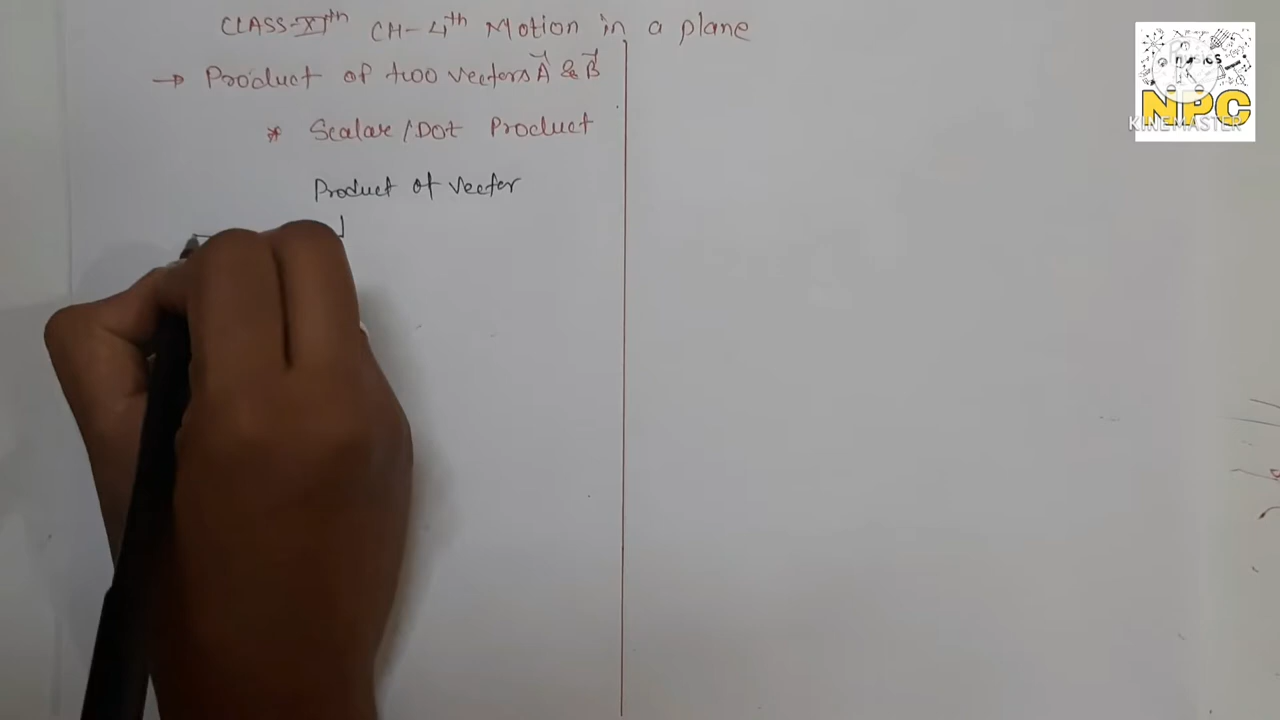 CLASS-XIth CH-4th Motion in a plane
→ Product of two vectors A⃗ & B⃗
* Scalar/DOT Product
Product of vector
Physics
NPC
KINEMASTER